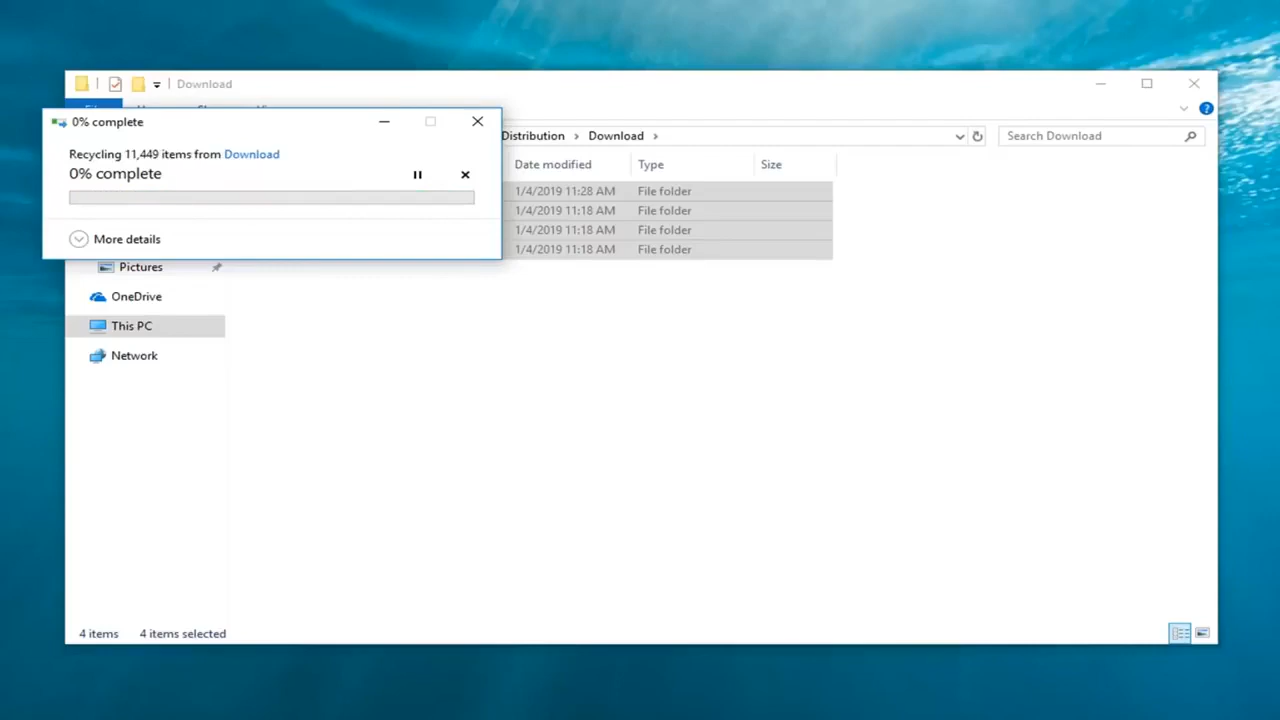 Download
0% complete
Recycling 11,449 items from Download
0% complete
More details
Distribution > Download >
Search Download
Date modified Type Size
1/4/2019 11:28 AM File folder
1/4/2019 11:18 AM File folder
1/4/2019 11:18 AM File folder
1/4/2019 11:18 AM File folder
Pictures
OneDrive
This PC
Network
4 items 4 items selected